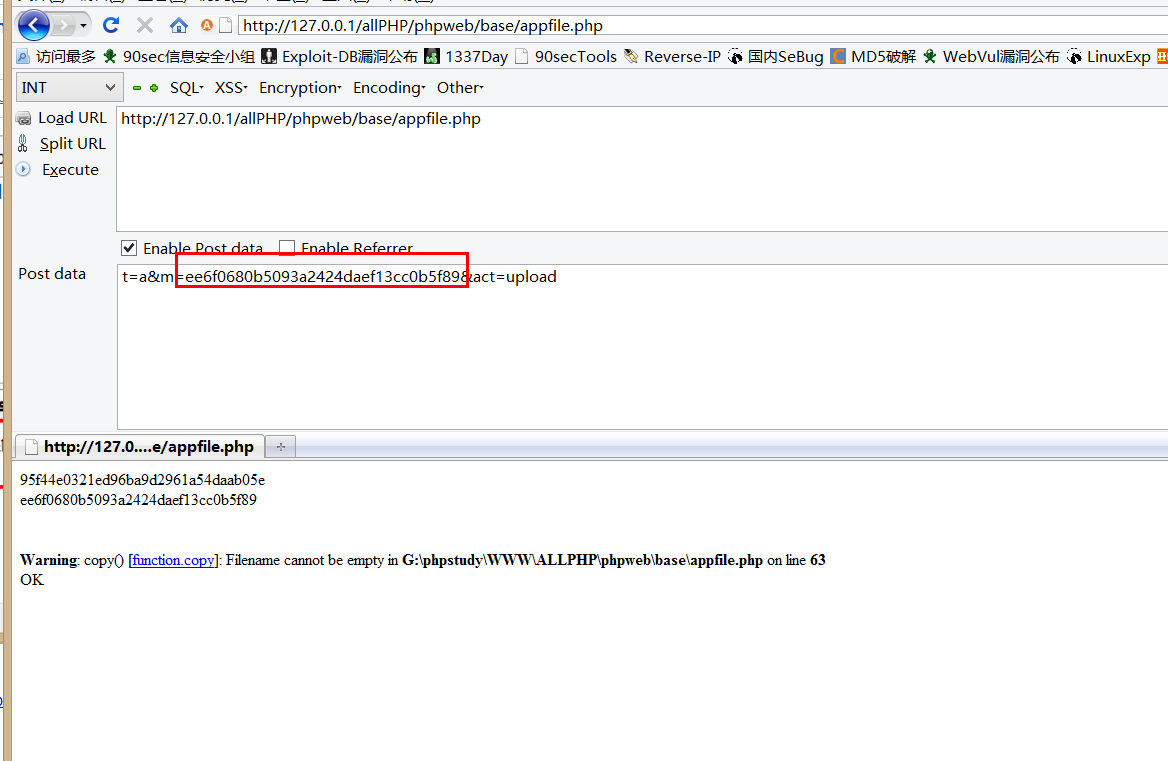 http://127.0.0.1/allPHP/phpweb/base/appfile.php
访问最多 90sec信息安全小组 Exploit-DB漏洞公布 1337Day 90secTools Reverse-IP 国内SeBug MD5破解 WebVul漏洞公布 LinuxExp
INT SQL XSS Encryption Encoding Other
Load URL http://127.0.0.1/allPHP/phpweb/base/appfile.php
Split URL
Execute
Enable Post data Enable Referrer
Post data t=a&m=ee6f0680b5093a2424daef13cc0b5f89&act=upload
http://127.0....e/appfile.php
95f44e0321ed96ba9d2961a54daab05e
ee6f0680b5093a2424daef13cc0b5f89
Warning: copy() [function.copy]: Filename cannot be empty in G:\phpstudy\WWW\ALLPHP\phpweb\base\appfile.php on line 63
OK